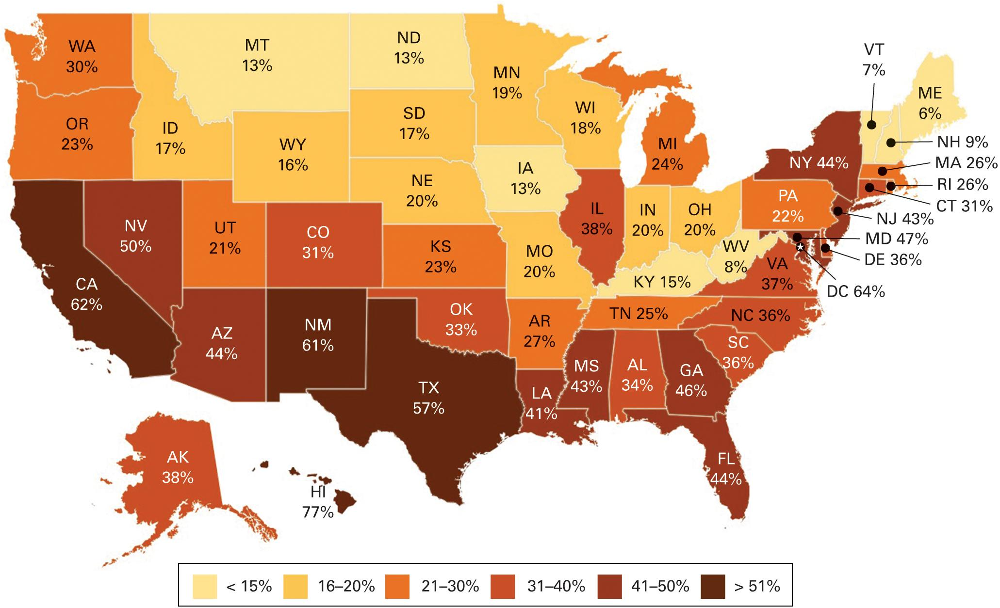 WA
30%
MT
13%
ND
13%
MN
19%
VT
7%
ME
6%
OR
23%
ID
17%
WY
16%
SD
17%
WI
18%
MI
24%
NH 9%
NY 44%
MA 26%
RI 26%
CT 31%
NE
20%
IA
13%
IL
38%
IN
20%
OH
20%
PA
22%
NJ 43%
MD 47%
DE 36%
DC 64%
NV
50%
UT
21%
CO
31%
KS
23%
MO
20%
KY 15%
WV
8%
VA
37%
CA
62%
AZ
44%
NM
61%
OK
33%
AR
27%
TN 25%
NC 36%
SC
36%
TX
57%
LA
41%
MS
43%
AL
34%
GA
46%
FL
44%
AK
38%
HI
77%
< 15%
16–20%
21–30%
31–40%
41–50%
> 51%